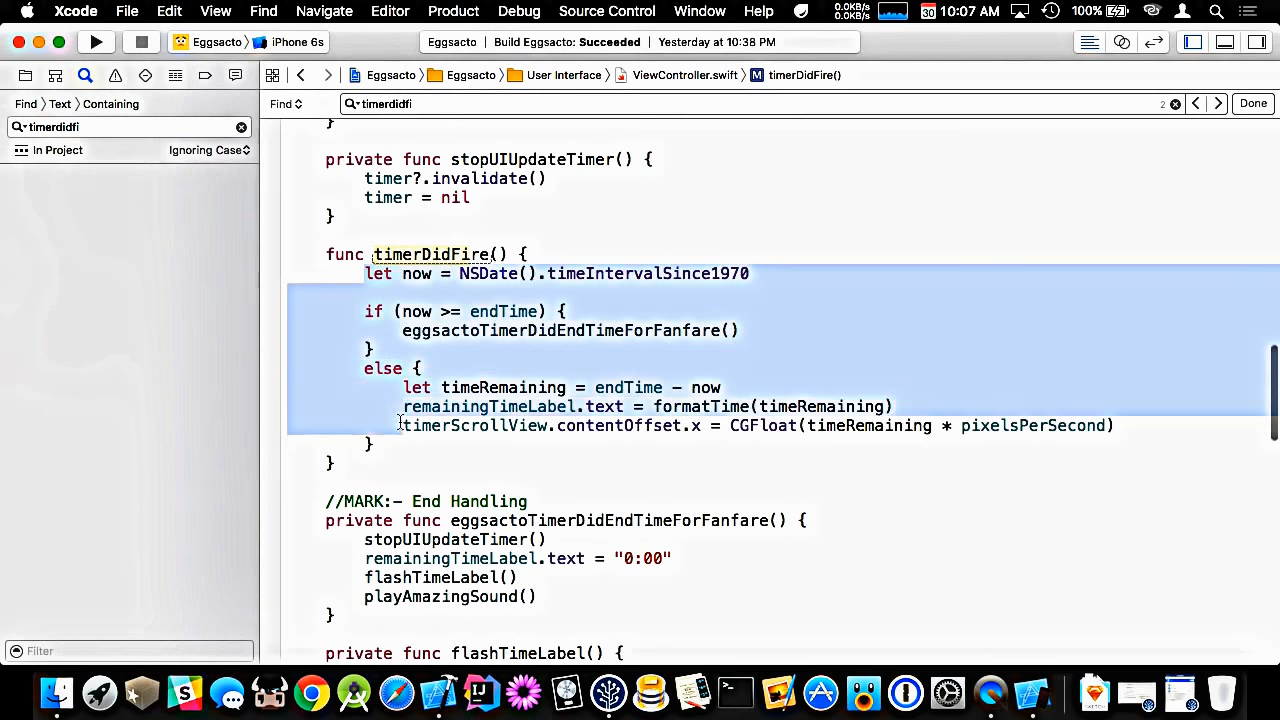 Xcode File Edit View Find Navigate Editor Product Debug Source Control Window Help 0.0KB/s 0.0KB/s 30 10:07 AM 100%
Eggsacto iPhone 6s Eggsacto Build Eggsacto: Succeeded Yesterday at 10:38 PM
Eggsacto Eggsacto User Interface ViewController.swift M timerDidFire()
Find Text Containing Find timerdidfi 2 Done
timerdidfi
In Project Ignoring Case
}
private func stopUIUpdateTimer() {
timer?.invalidate()
timer = nil
}
func timerDidFire() {
let now = NSDate().timeIntervalSince1970
if (now >= endTime) {
eggsactoTimerDidEndTimeForFanfare()
}
else {
let timeRemaining = endTime - now
remainingTimeLabel.text = formatTime(timeRemaining)
timerScrollView.contentOffset.x = CGFloat(timeRemaining * pixelsPerSecond)
}
}
//MARK:- End Handling
private func eggsactoTimerDidEndTimeForFanfare() {
stopUIUpdateTimer()
remainingTimeLabel.text = "0:00"
flashTimeLabel()
playAmazingSound()
}
private func flashTimeLabel() {
Filter